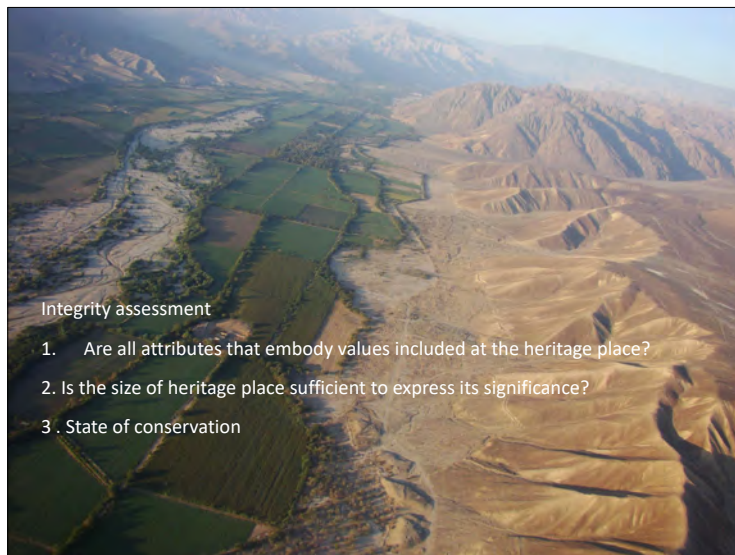 Integrity assessment
1. Are all attributes that embody values included at the heritage place?
2. Is the size of heritage place sufficient to express its significance?
3 . State of conservation